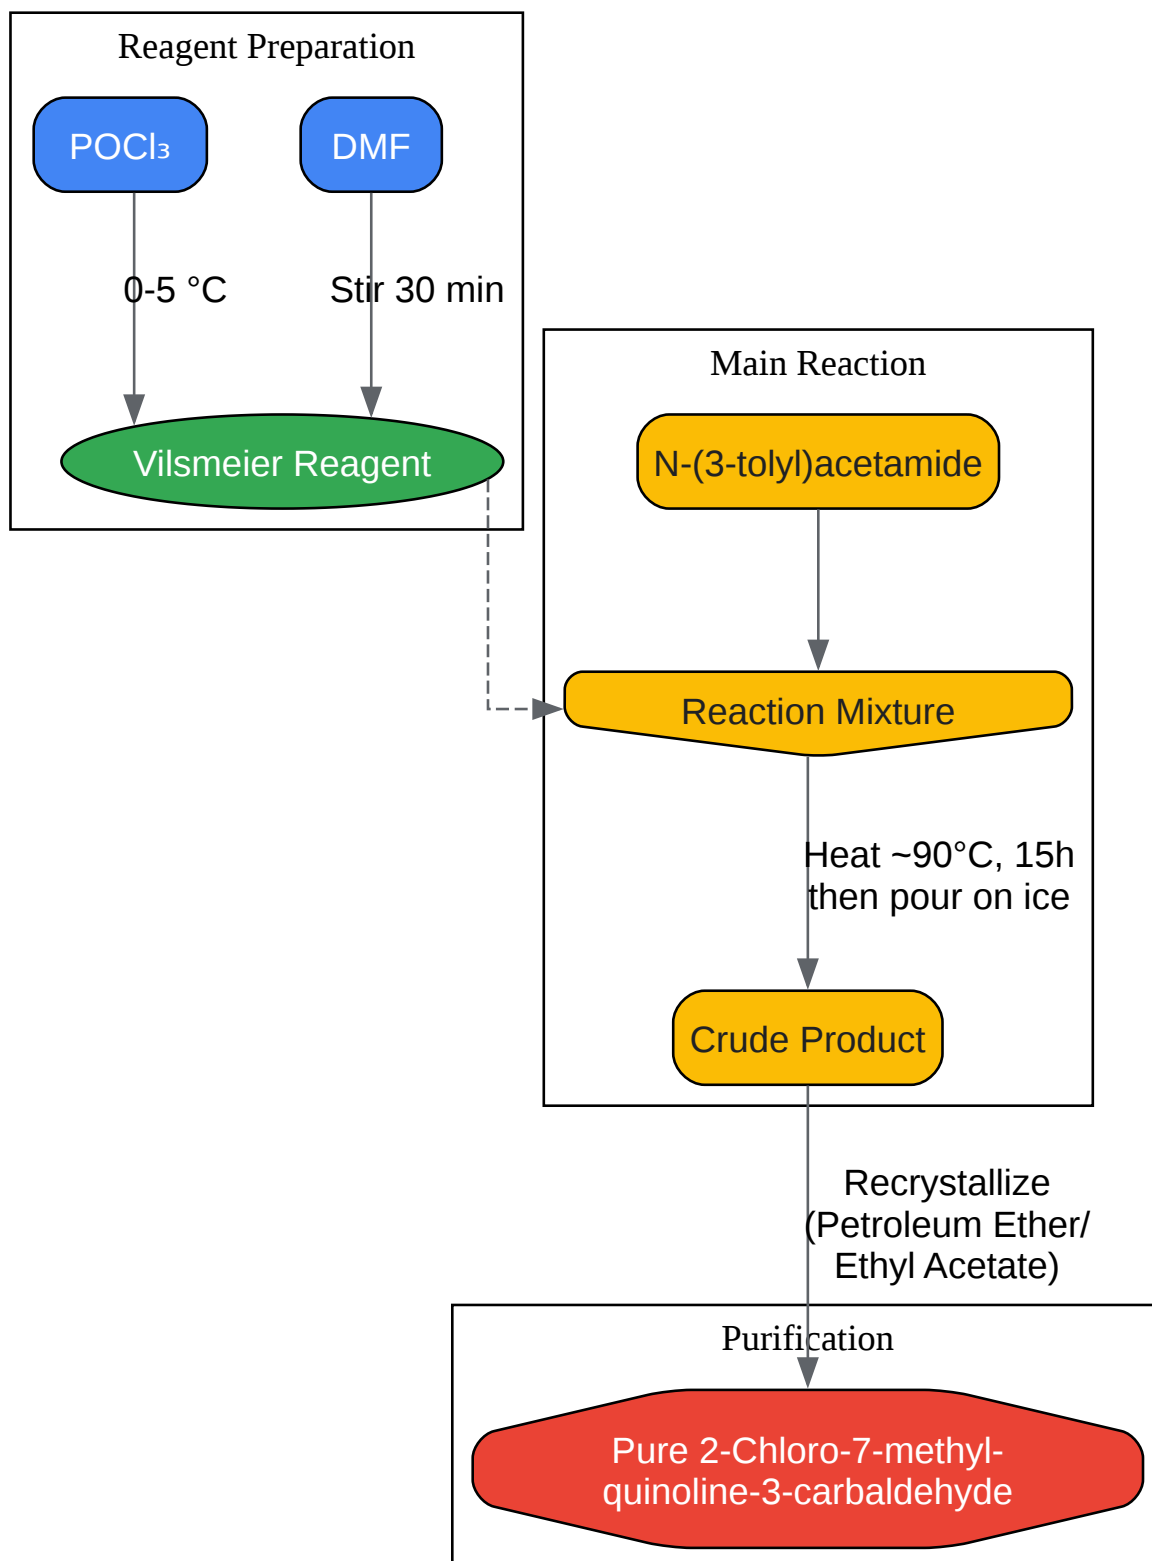 Reagent Preparation
POCl₃
DMF
0-5 °C
Stir 30 min
Vilsmeier Reagent
Main Reaction
N-(3-tolyl)acetamide
Reaction Mixture
Heat ~90°C, 15h
then pour on ice
Crude Product
Recrystallize
(Petroleum Ether/
Ethyl Acetate)
Purification
Pure 2-Chloro-7-methyl-
quinoline-3-carbaldehyde